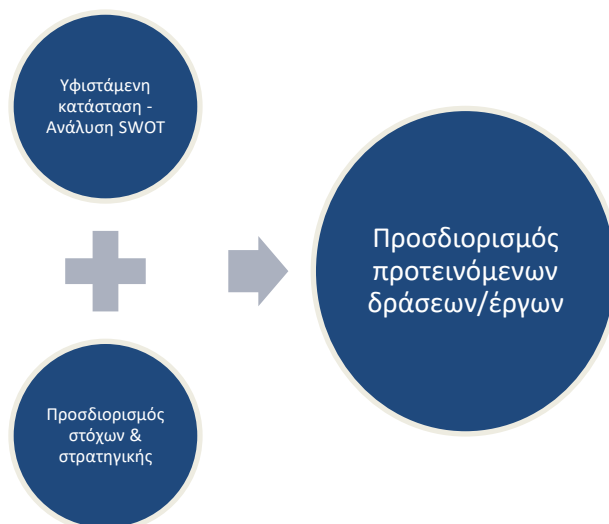 Υφιστάμενη
κατάσταση -
Ανάλυση SWOT
Προσδιορισμός
στόχων &
στρατηγικής
Προσδιορισμός
προτεινόμενων
δράσεων/έργων